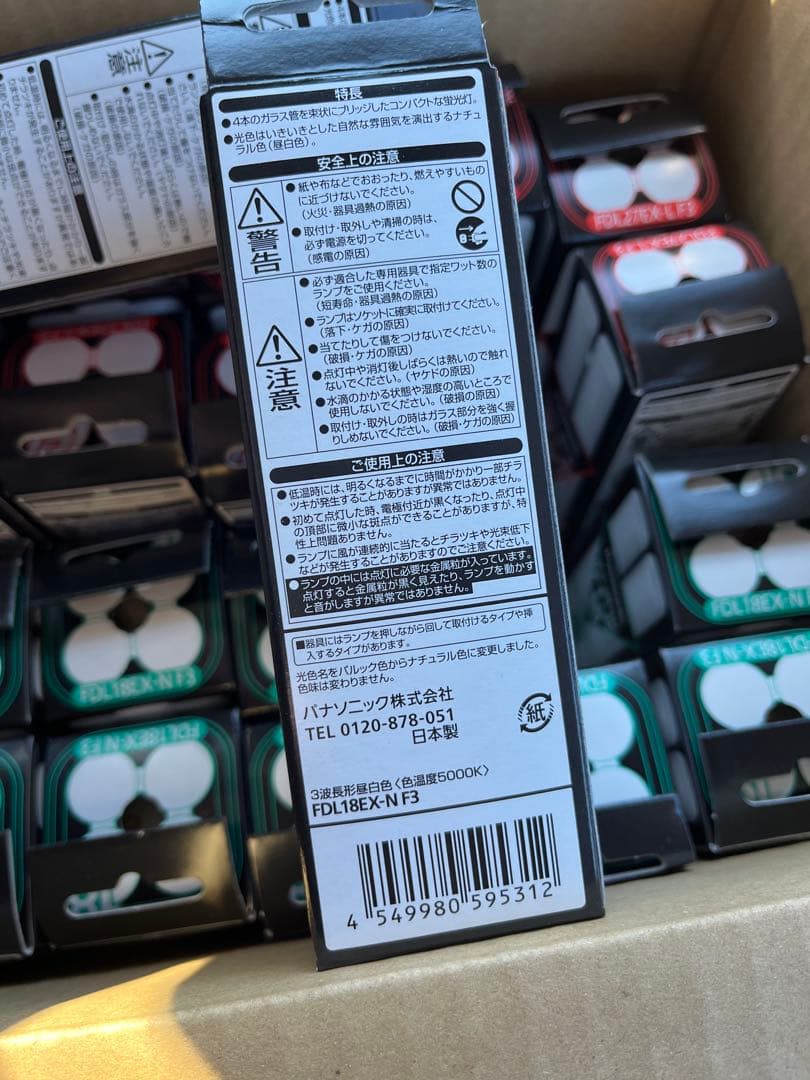 特長
●4本のガラス管を束状にブリッジしたコンパクトな蛍光灯。
●光色はいきいきとした自然な雰囲気を演出するナチュ
ラル色(昼白色)。
安全上の注意
警告
●紙や布などでおおったり、燃えやすいもの
に近づけないでください。
(火災・器具過熱の原因)
●取付け・取外しや清掃の時は、
必ず電源を切ってください。
(感電の原因)
注意
●必ず適合した専用器具で指定ワット数の
ランプをご使用ください。
(短寿命・器具過熱の原因)
●ランプはソケットに確実に取付けてください。
(落下・ケガの原因)
●当てたりして傷をつけないでください。
(破損・ケガの原因)
●点灯中や消灯後しばらくは熱いので触れ
ないでください。(ヤケドの原因)
●水滴のかかる状態や湿度の高いところで
使用しないでください。(破損の原因)
●取付け・取外しの時はガラス部分を強く握
りしめないでください。(破損・ケガの原因)
ご使用上の注意
●低温時には、明るくなるまでに時間がかかり一部チラ
ツキが発生することがありますが異常ではありません。
●初めて点灯した時、電極付近が黒くなったり、点灯中
の頂部に微小な斑点ができることがありますが、特
性上問題ありません。
●ランプに風が連続的に当たるとチラツキや光束低下
などが発生することがありますのでご注意ください。
●ランプの中には点灯に必要な金属粒が入っています。
点灯すると金属粒が黒く見えたり、ランプを動かす
と音がしますが異常ではありません。
■器具にはランプを押しながら回して取付けるタイプや挿
入するタイプがあります。
光色名をパルック色からナチュラル色に変更しました。
色味は変わりません。
パナソニック株式会社
TEL 0120-878-051
日本製
紙
3波長形昼白色〈色温度5000K〉
FDL18EX-N F3
4 549980 595312
注意
ご使用上の注意
FDL27EX-L F3
FDL18EX-N F3
FDL18EX-N F3
FDL18EX-N F3
FDL18EX-N F3